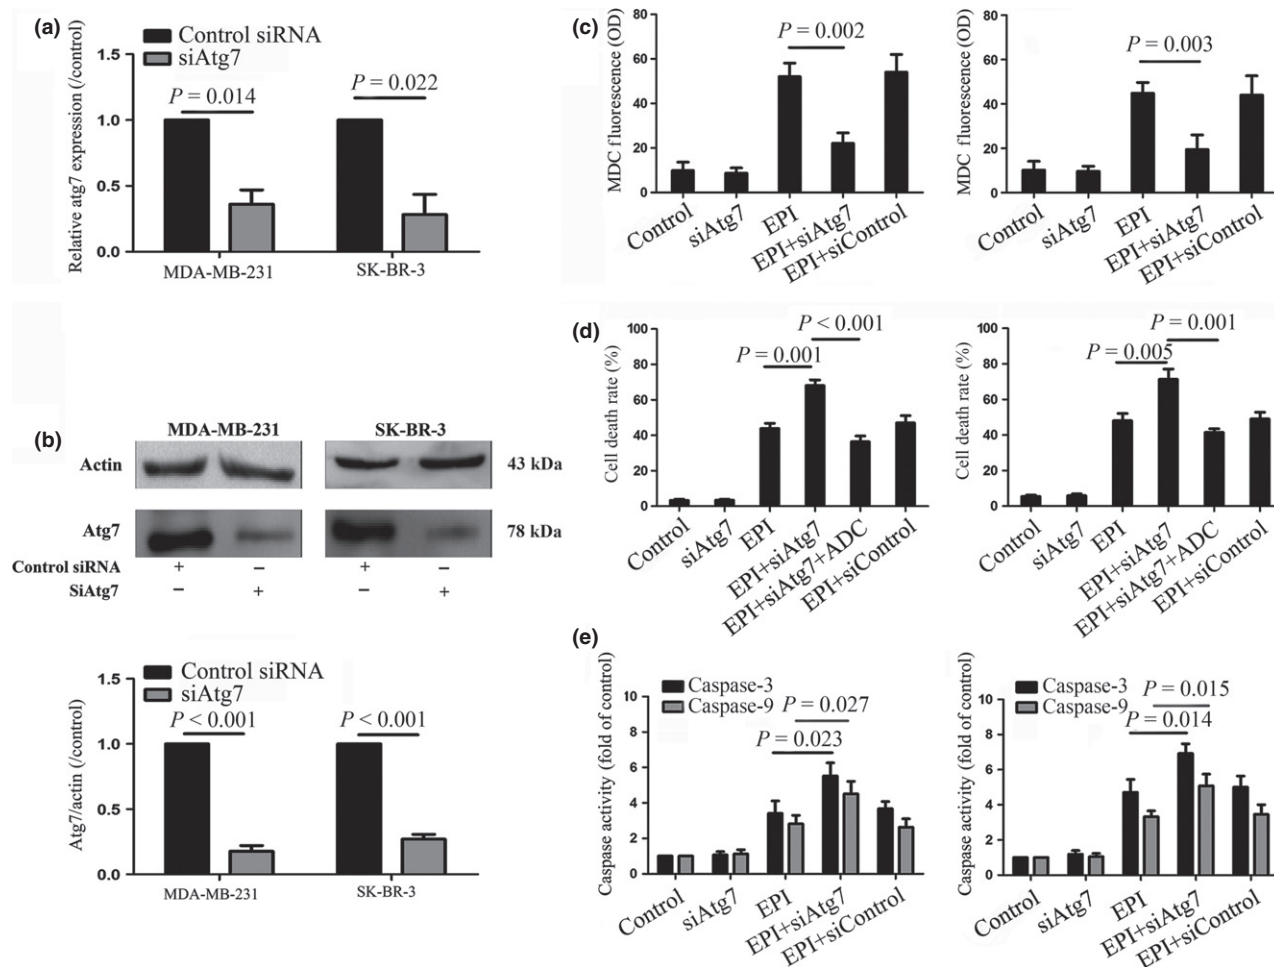 (a)
Control siRNA
siAtg7
Relative atg7 expression (/control)
1.5
1.0
0.5
0.0
P = 0.014
P = 0.022
MDA-MB-231
SK-BR-3
(b)
MDA-MB-231
SK-BR-3
Actin
43 kDa
Atg7
78 kDa
Control siRNA + – + –
SiAtg7 – + – +
Control siRNA
siAtg7
Atg7/actin (/control)
1.5
1.0
0.5
0.0
P < 0.001
P < 0.001
MDA-MB-231
SK-BR-3
(c)
MDC fluorescence (OD)
80
60
40
20
0
P = 0.002
Control
siAtg7
EPI
EPI+siAtg7
EPI+siControl
MDC fluorescence (OD)
80
60
40
20
0
P = 0.003
Control
siAtg7
EPI
EPI+siAtg7
EPI+siControl
(d)
Cell death rate (%)
100
80
60
40
20
0
P < 0.001
P = 0.001
Control
siAtg7
EPI
EPI+siAtg7
EPI+siAtg7+ADC
EPI+siControl
Cell death rate (%)
100
80
60
40
20
0
P = 0.001
P = 0.005
Control
siAtg7
EPI
EPI+siAtg7
EPI+siAtg7+ADC
EPI+siControl
(e)
Caspase activity (fold of control)
10
8
6
4
2
0
Caspase-3
Caspase-9
P = 0.027
P = 0.023
Control
siAtg7
EPI
EPI+siAtg7
EPI+siControl
Caspase activity (fold of control)
10
8
6
4
2
0
Caspase-3
Caspase-9
P = 0.015
P = 0.014
Control
siAtg7
EPI
EPI+siAtg7
EPI+siControl